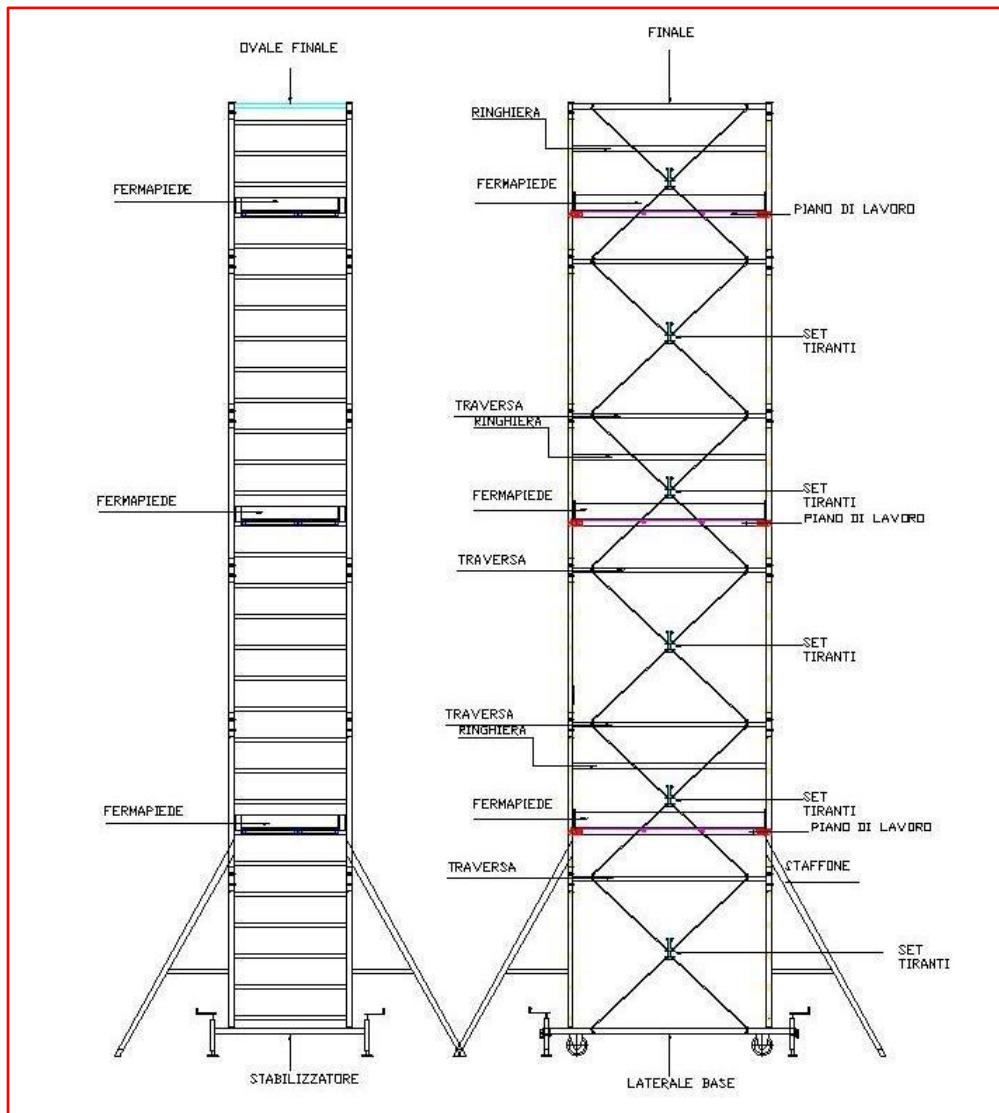 OVALE FINALE
FINALE
RINGHIERA
FERMAPIEDE
FERMAPIEDE
PIANO DI LAVORO
SET
TIRANTI
TRAVERSA
RINGHIERA
SET
TIRANTI
FERMAPIEDE
FERMAPIEDE
PIANO DI LAVORO
TRAVERSA
SET
TIRANTI
TRAVERSA
RINGHIERA
SET
TIRANTI
FERMAPIEDE
FERMAPIEDE
PIANO DI LAVORO
TRAVERSA
STAFFONE
SET
TIRANTI
STABILIZZATORE
LATERALE BASE